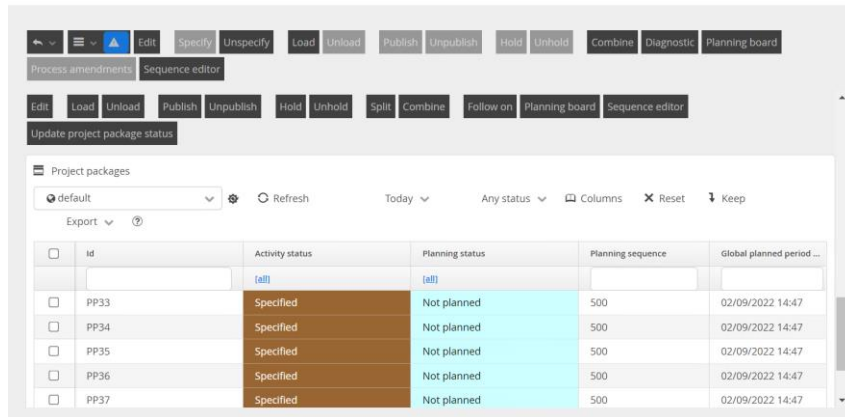 Edit Specify Unspecify Load Unload Publish Unpublish Hold Unhold Combine Diagnostic Planning board
Process amendments Sequence editor
Edit Load Unload Publish Unpublish Hold Unhold Split Combine Follow on Planning board Sequence editor
Update project package status
Project packages
default Refresh Today Any status Columns Reset Keep
Export
Id Activity status Planning status Planning sequence Global planned period ...
[all] [all]
PP33 Specified Not planned 500 02/09/2022 14:47
PP34 Specified Not planned 500 02/09/2022 14:47
PP35 Specified Not planned 500 02/09/2022 14:47
PP36 Specified Not planned 500 02/09/2022 14:47
PP37 Specified Not planned 500 02/09/2022 14:47